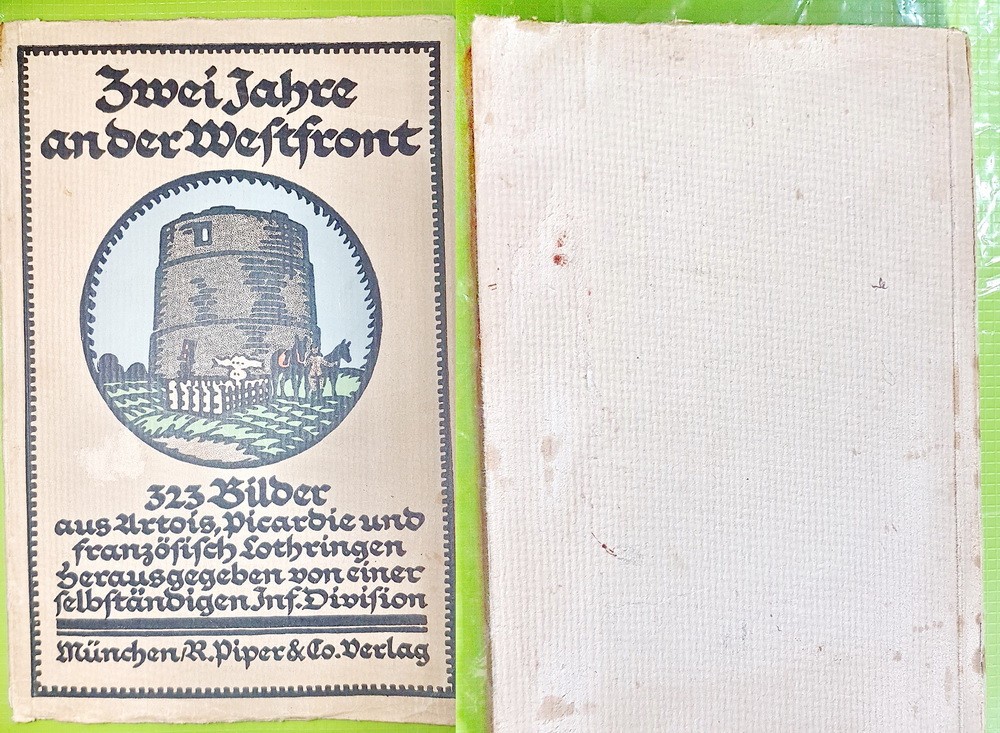 Zwei Jahre
an der Westfront
323 Bilder
aus Artois, Picardie und
französisch Lothringen
Herausgegeben von einer
selbständigen Inf. Division
München/R. Piper & Co. Verlag